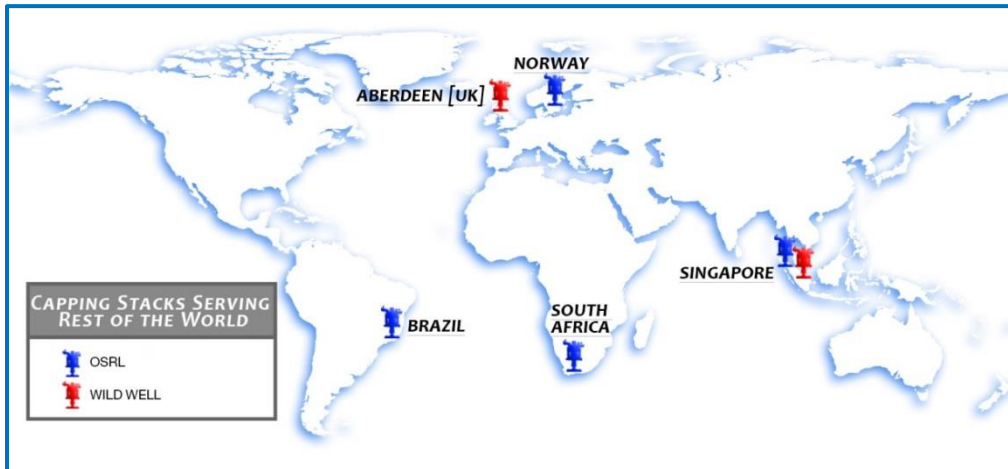 NORWAY
ABERDEEN [UK]
SINGAPORE
BRAZIL
SOUTH
AFRICA
CAPPING STACKS SERVING
REST OF THE WORLD
OSRL
WILD WELL